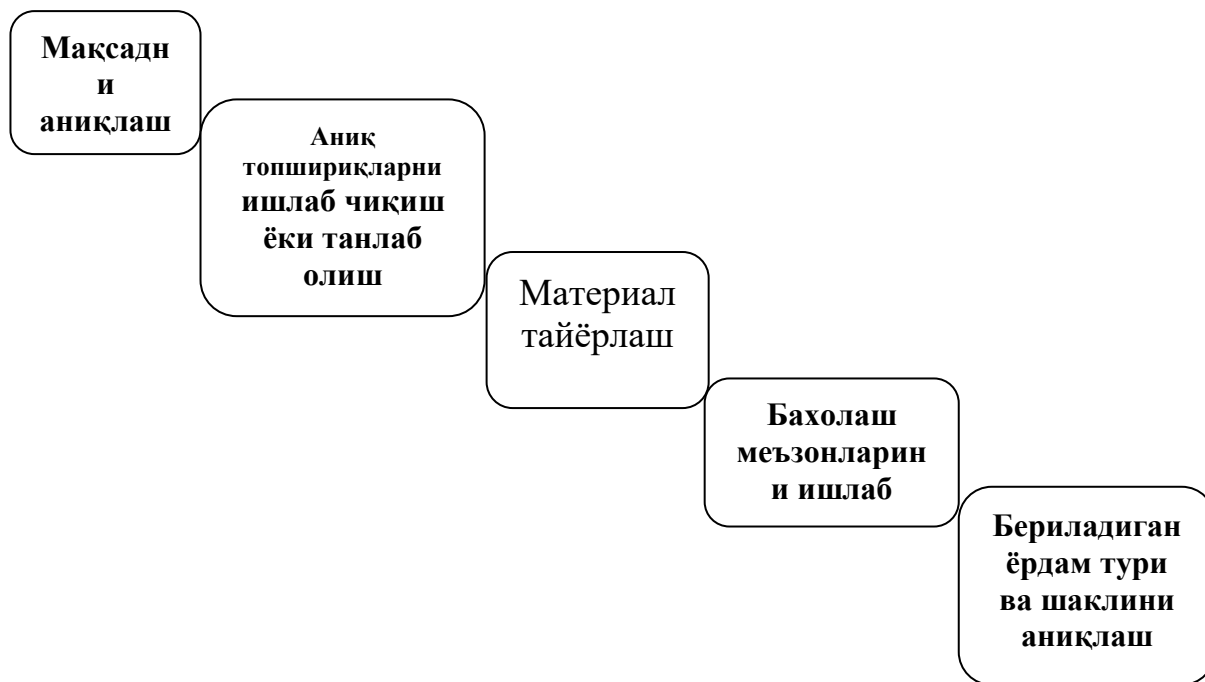 Мақсадн
и
аниқлаш
Аниқ
топшириқларни
ишлаб чиқиш
ёки танлаб
олиш
Материал
тайёрлаш
Бахолаш
меъзонларин
и ишлаб
Бериладиган
ёрдам тури
ва шаклини
аниқлаш